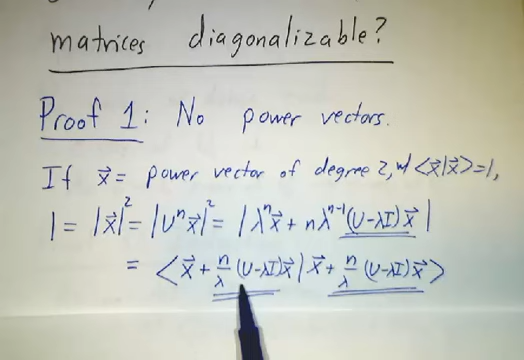 matrices diagonalizable?
Proof 1: No power vectors.
If x⃗ = power vector of degree 2, w/ <x⃗|x⃗>=1,
1 = |x⃗|² = |Uⁿx⃗|² = |λⁿx⃗ + nλⁿ⁻¹(U-λI)x⃗|
= <x⃗ + n/λ (U-λI)x⃗ | x⃗ + n/λ (U-λI)x⃗>